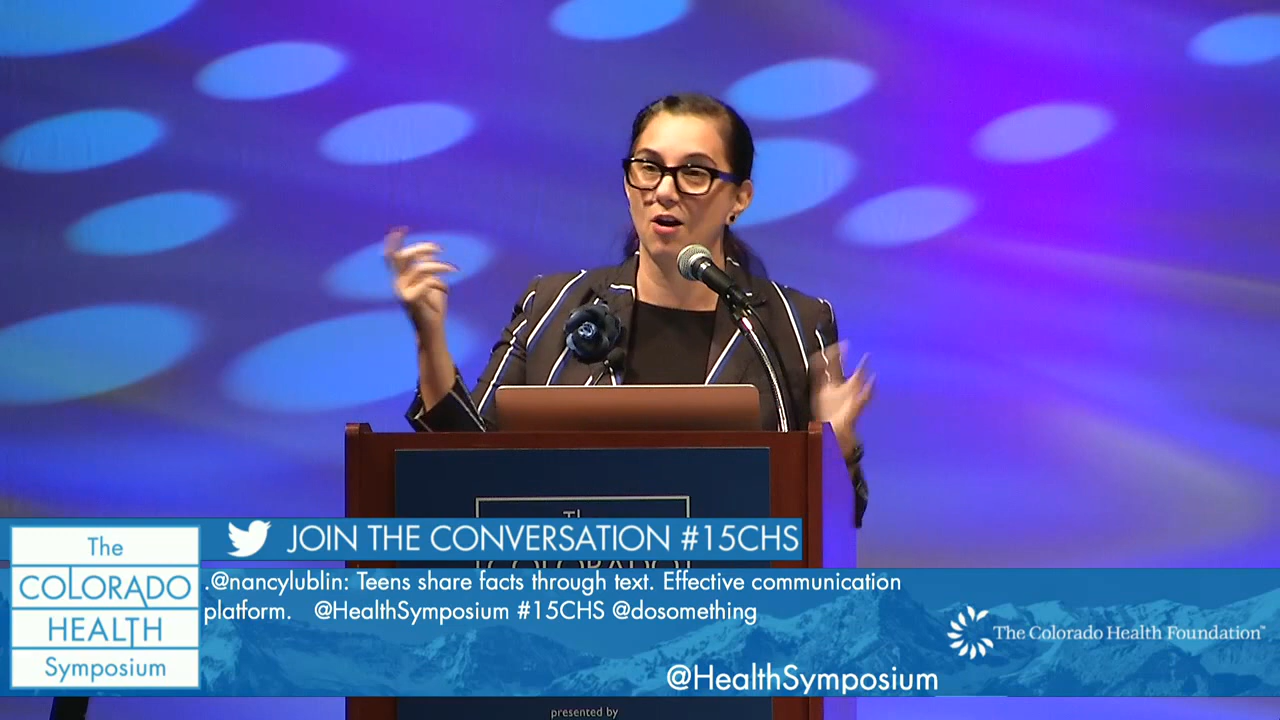 JOIN THE CONVERSATION #15CHS
The
COLORADO
HEALTH
Symposium
.@nancylublin: Teens share facts through text. Effective communication
platform. @HealthSymposium #15CHS @dosomething
The Colorado Health Foundation™
@HealthSymposium
presented by